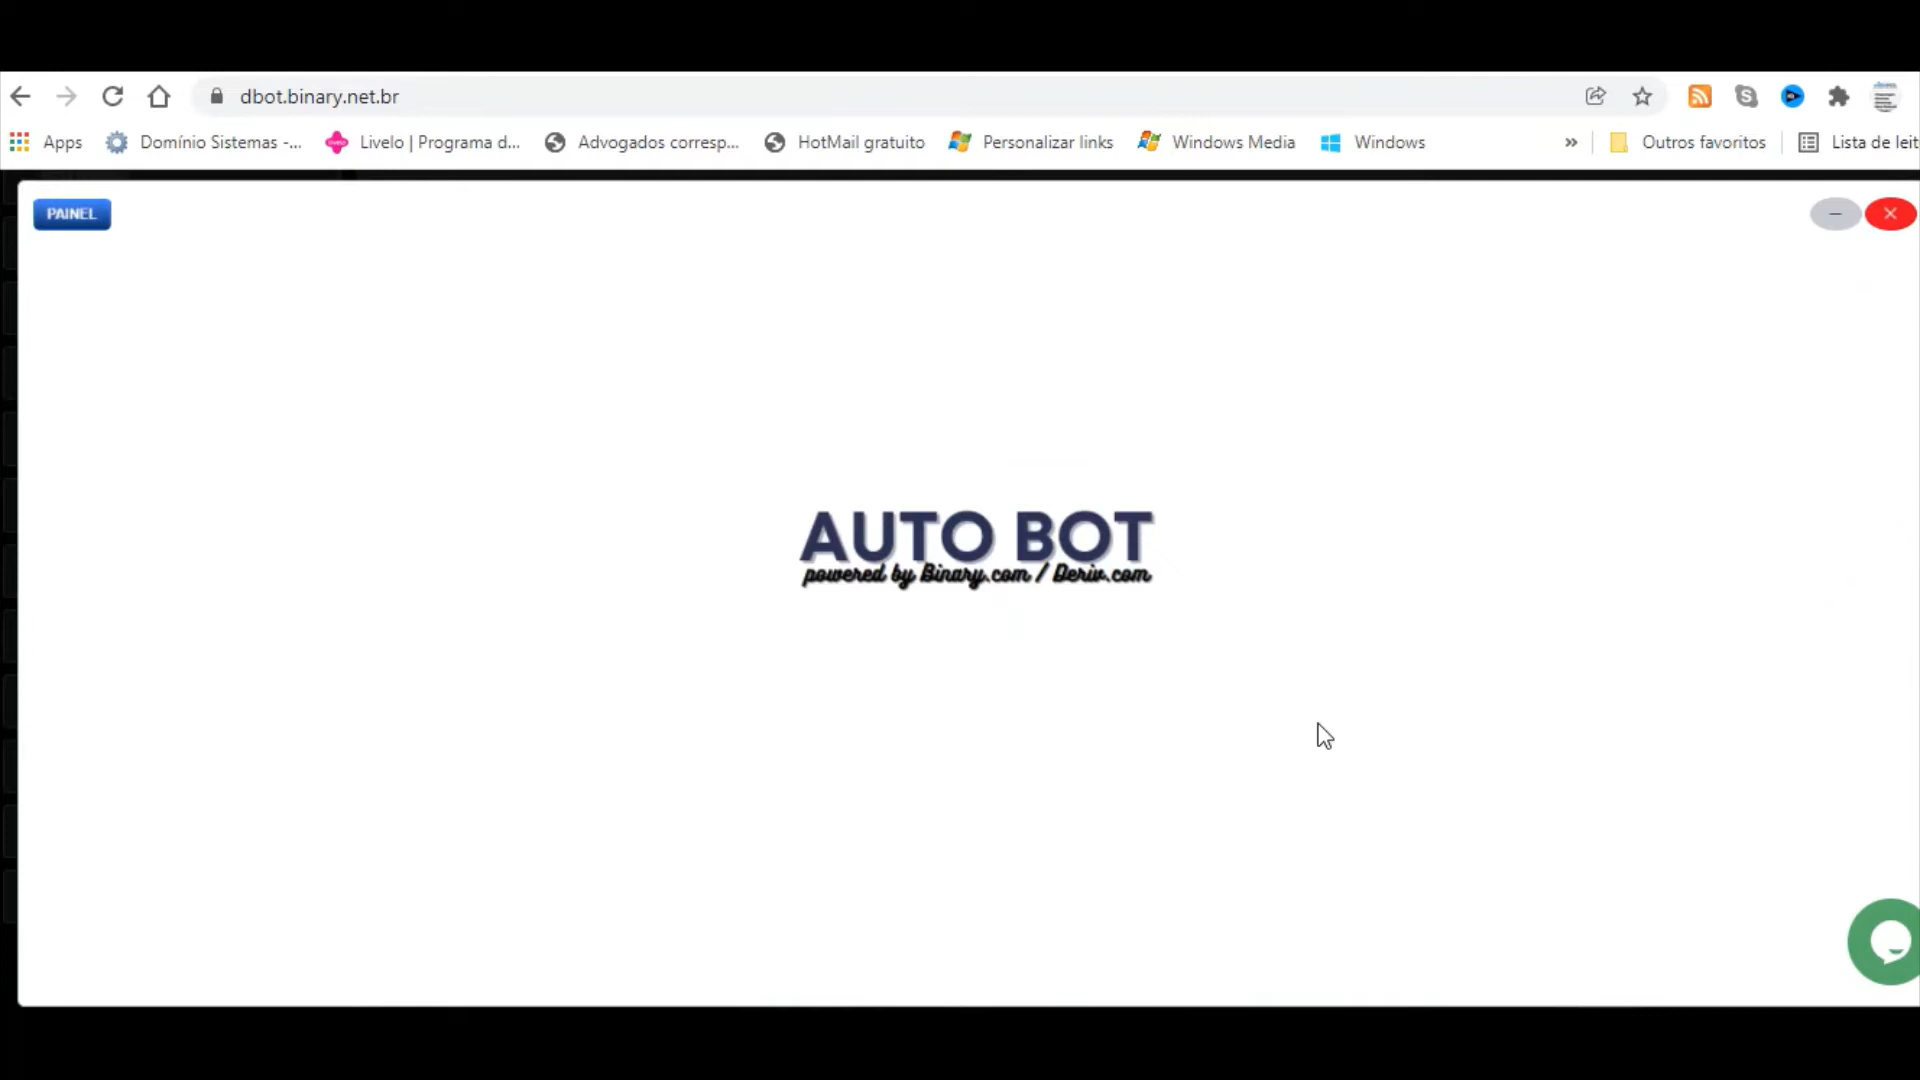 dbot.binary.net.br
Apps Domínio Sistemas -... Livelo | Programa d... Advogados corresp... HotMail gratuito Personalizar links Windows Media Windows » Outros favoritos Lista de leit
PAINEL
AUTO BOT
powered by Binary.com / Deriv.com